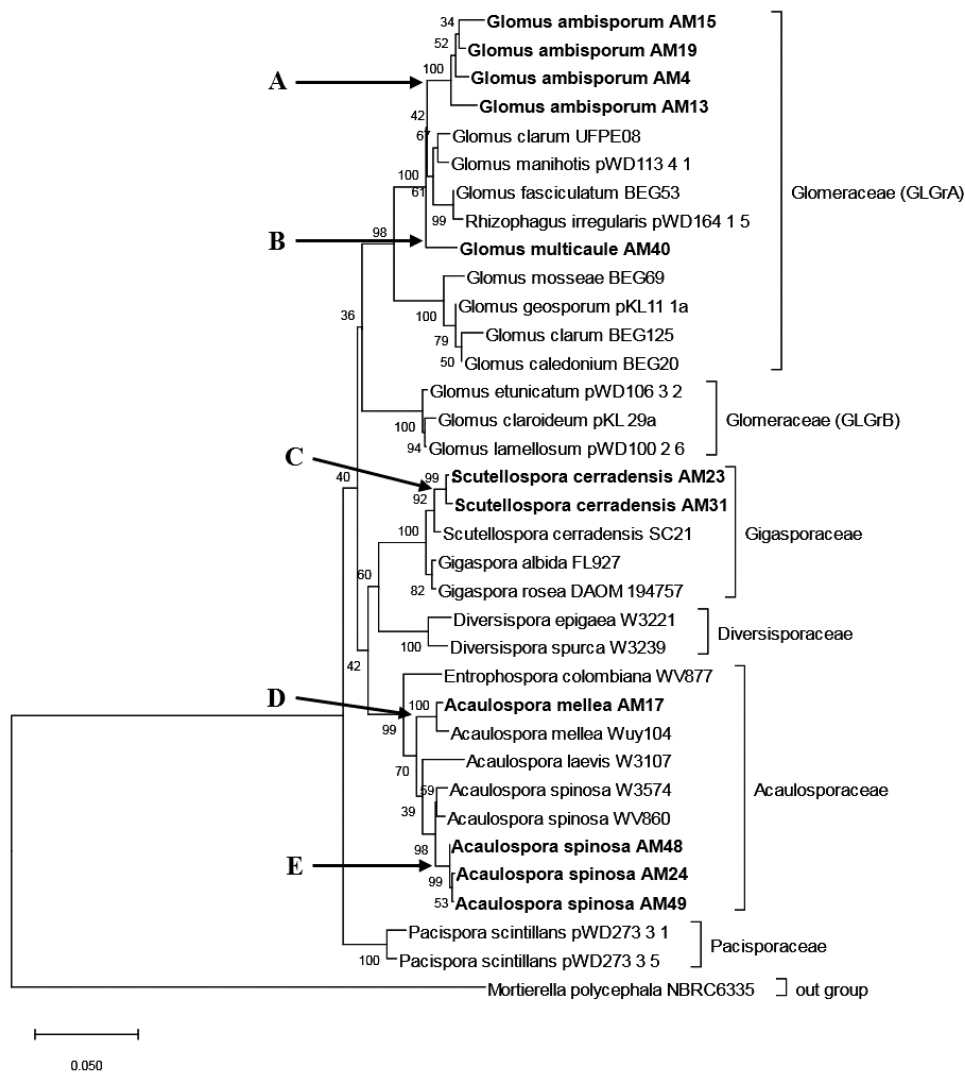 34
Glomus ambisporum AM15
52
Glomus ambisporum AM19
100
Glomus ambisporum AM4
A
Glomus ambisporum AM13
42
67
Glomus clarum UFPE08
Glomus manihotis pWD113 4 1
100
61
Glomus fasciculatum BEG53
Glomeraceae (GLGrA)
99
Rhizophagus irregularis pWD164 1 5
B
98
Glomus multicaule AM40
Glomus mosseae BEG69
100
Glomus geosporum pKL11 1a
36
79
Glomus clarum BEG125
50
Glomus caledonium BEG20
Glomus etunicatum pWD106 3 2
100
Glomus claroideum pKL 29a
Glomeraceae (GLGrB)
94
Glomus lamellosum pWD100 2 6
C
40
99
Scutellospora cerradensis AM23
92
Scutellospora cerradensis AM31
100
Scutellospora cerradensis SC21
Gigasporaceae
Gigaspora albida FL927
60
82
Gigaspora rosea DAOM 194757
Diversispora epigaea W3221
Diversisporaceae
100
Diversispora spurca W3239
42
Entrophospora colombiana WV877
D
100
Acaulospora mellea AM17
99
Acaulospora mellea Wuy104
70
Acaulospora laevis W3107
59
Acaulospora spinosa W3574
Acaulosporaceae
39
Acaulospora spinosa WV860
98
Acaulospora spinosa AM48
E
99
Acaulospora spinosa AM24
53
Acaulospora spinosa AM49
Pacispora scintillans pWD273 3 1
Pacisporaceae
100
Pacispora scintillans pWD273 3 5
Mortierella polycephala NBRC6335
out group
0.050